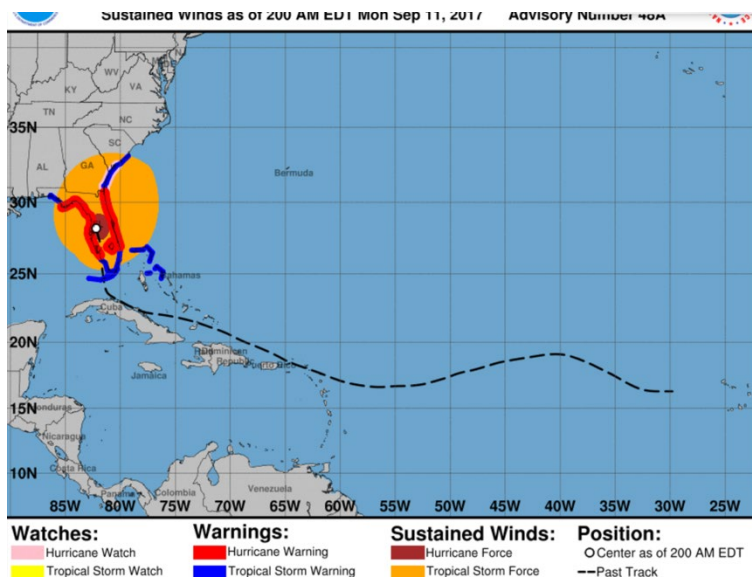 Sustained Winds as of 200 AM EDT Mon Sep 11, 2017 Advisory Number 48A
WV
KY
VA
TN
NC
35N
SC
AL
GA
Bermuda
30N
25N
Bahamas
Cuba
20N
Haiti
Dominican
Republic
Puerto Rico
Jamaica
15N
Honduras
Nicaragua
10N
Costa Rica
Panama
Colombia
Venezuela
85W 80W 75W 70W 65W 60W 55W 50W 45W 40W 35W 30W 25W
Watches: Warnings: Sustained Winds: Position:
Hurricane Watch Hurricane Warning Hurricane Force Center as of 200 AM EDT
Tropical Storm Watch Tropical Storm Warning Tropical Storm Force Past Track